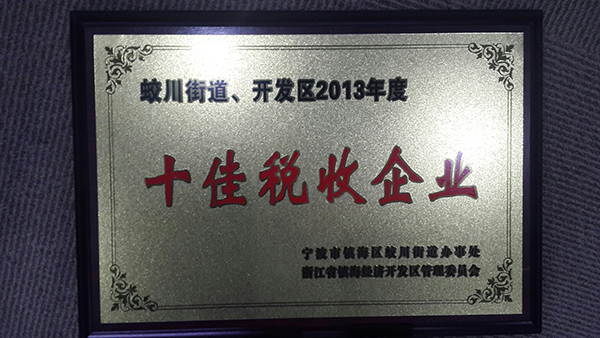 蛟川街道、开发区2013年度
十佳税收企业
宁波市镇海区蛟川街道办事处
浙江省镇海经济开发区管理委员会